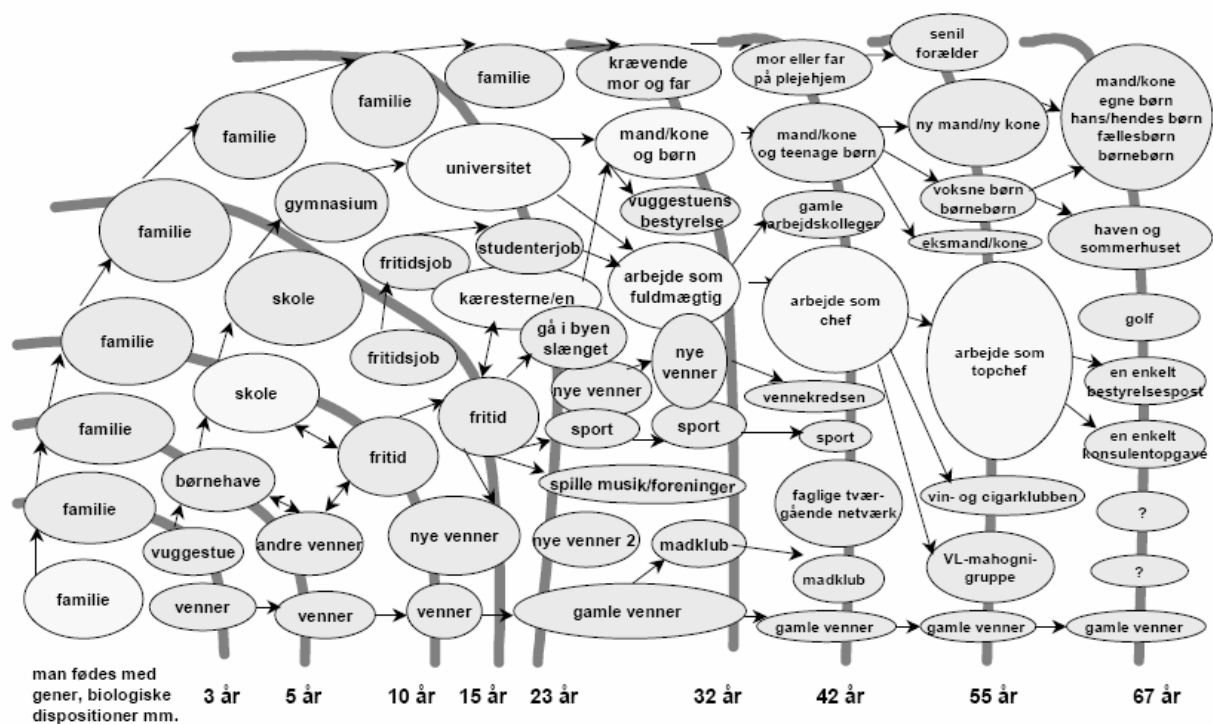 familie
familie
familie
familie
familie
familie
familie
familie
krævende
mor og far
mor eller far
på plejehjem
senil
forælder
mand/kone
egne børn
hans/hendes børn
fællesbørn
børnebørn
gymnasium
universitet
mand/kone
og børn
mand/kone
og teenage børn
ny mand/ny kone
vuggestuens
bestyrelse
voksne børn
børnebørn
eksmand/kone
haven og
sommerhuset
skole
skole
fritidsjob
fritidsjob
studenterjob
kæresterne/en
arbejde som
fuldmægtig
gamle
arbejdskolleger
arbejde som
chef
arbejde som
topchef
golf
en enkelt
bestyrelsespost
en enkelt
konsulentopgave
?
?
gå i byen
slænget
nye venner
nye
venner
vennekredsen
børnehave
fritid
fritid
sport
sport
sport
spille musik/foreninger
faglige tvær-
gående netværk
vin- og cigarklubben
vuggestue
andre venner
nye venner
nye venner 2
madklub
madklub
VL-mahogni-
gruppe
venner
venner
venner
gamle venner
gamle venner
gamle venner
gamle venner
man fødes med
gener, biologiske
dispositioner mm.
3 år
5 år
10 år
15 år
23 år
32 år
42 år
55 år
67 år